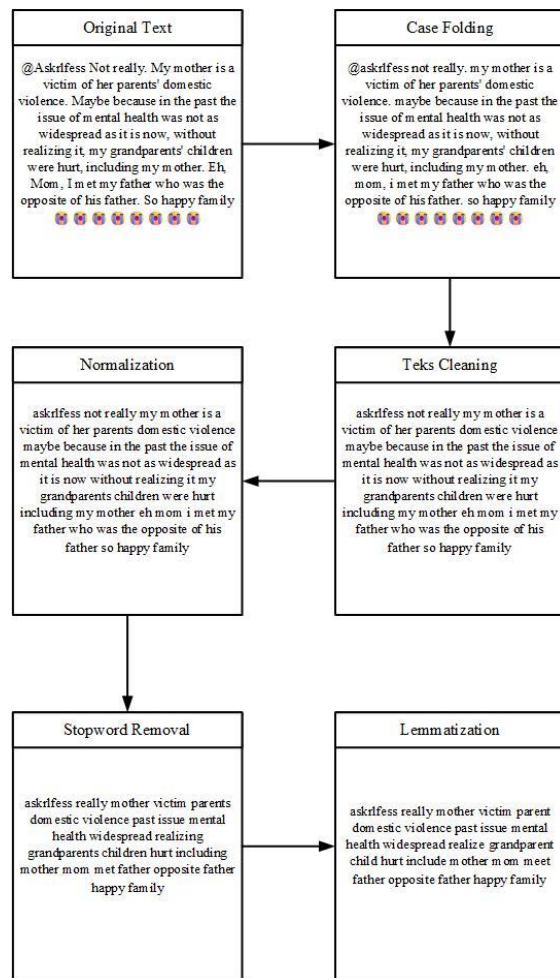 Original Text
@Askrlfess Not really. My mother is a
victim of her parents' domestic
violence. Maybe because in the past the
issue of mental health was not as
widespread as it is now, without
realizing it, my grandparents' children
were hurt, including my mother. Eh,
Mom, I met my father who was the
opposite of his father. So happy family
Case Folding
@askrlfess not really. my mother is a
victim of her parents' domestic
violence. maybe because in the past the
issue of mental health was not as
widespread as it is now, without
realizing it, my grandparents' children
were hurt, including my mother. eh,
mom, i met my father who was the
opposite of his father. so happy family
Teks Cleaning
askrlfess not really my mother is a
victim of her parents domestic violence
maybe because in the past the issue of
mental health was not as widespread as
it is now without realizing it my
grandparents children were hurt
including my mother eh mom i met my
father who was the opposite of his
father so happy family
Normalization
askrlfess not really my mother is a
victim of her parents domestic violence
maybe because in the past the issue of
mental health was not as widespread as
it is now without realizing it my
grandparents children were hurt
including my mother eh mom i met my
father who was the opposite of his
father so happy family
Stopword Removal
askrlfess really mother victim parents
domestic violence past issue mental
health widespread realizing
grandparents children hurt including
mother mom met father opposite father
happy family
Lemmatization
askrlfess really mother victim parent
domestic violence past issue mental
health widespread realize grandparent
child hurt include mother mom meet
father opposite father happy family